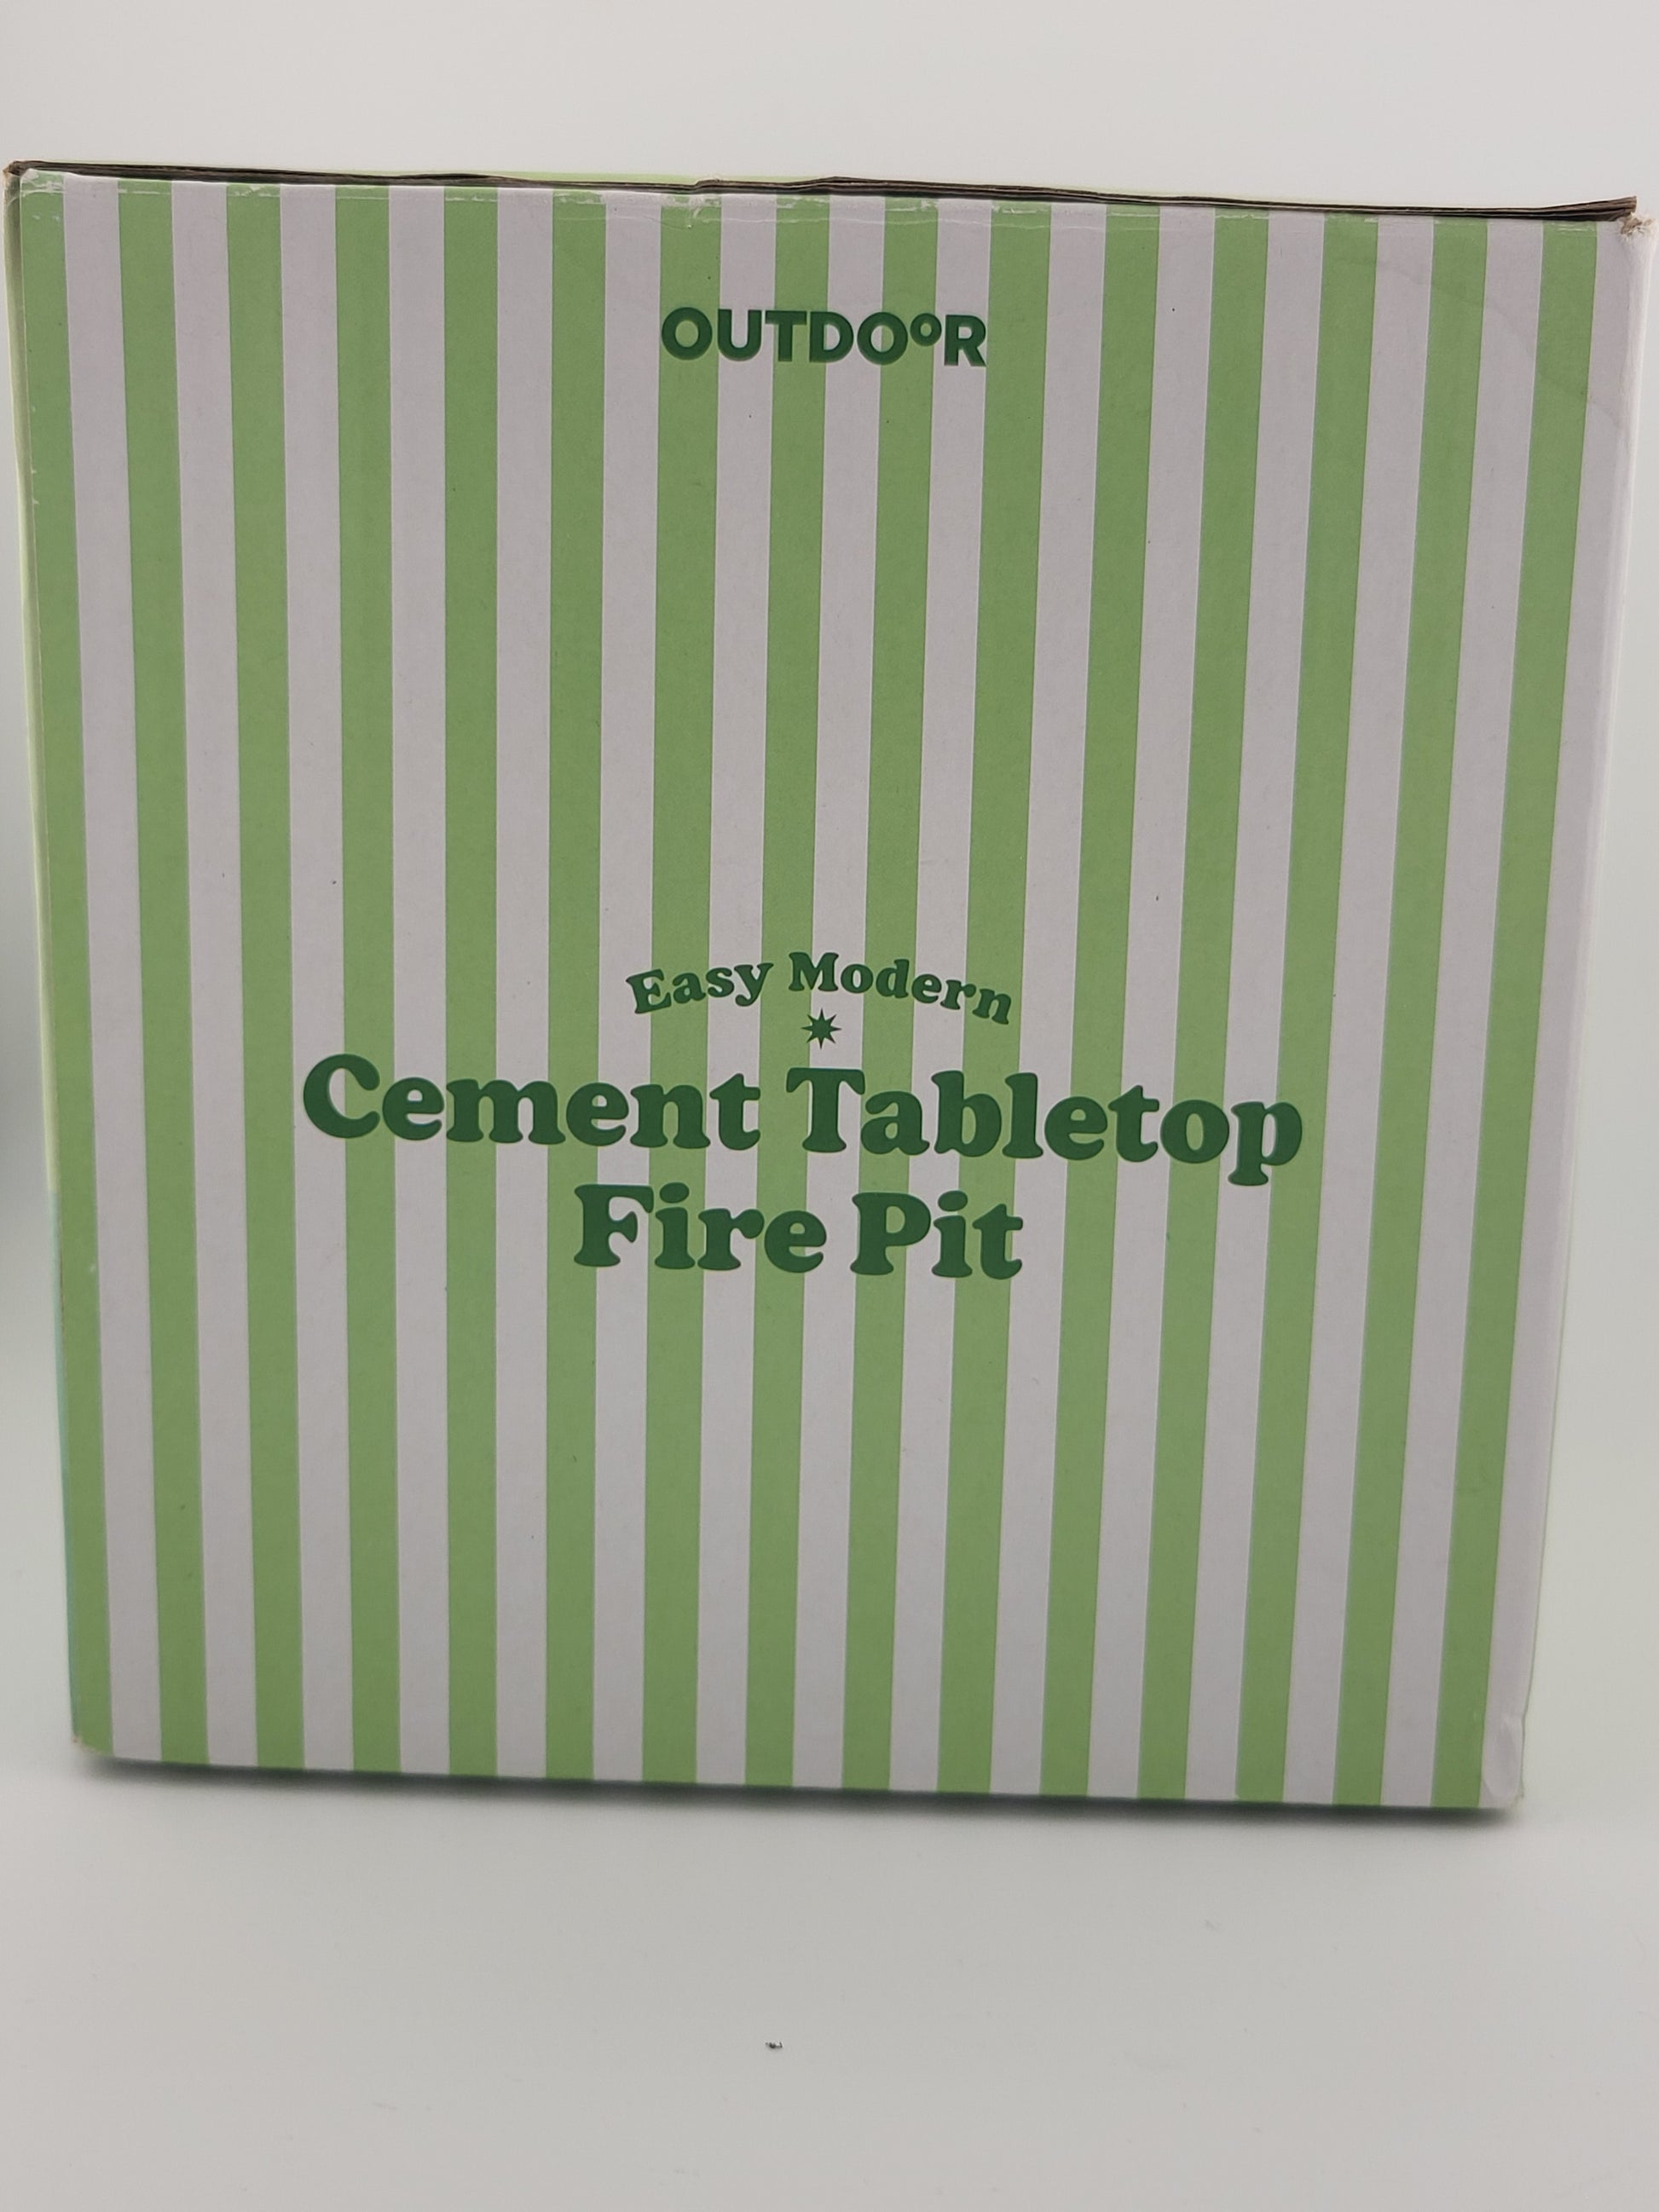 OUTDOOR
Easy Modern
Cement Tabletop
Fire Pit